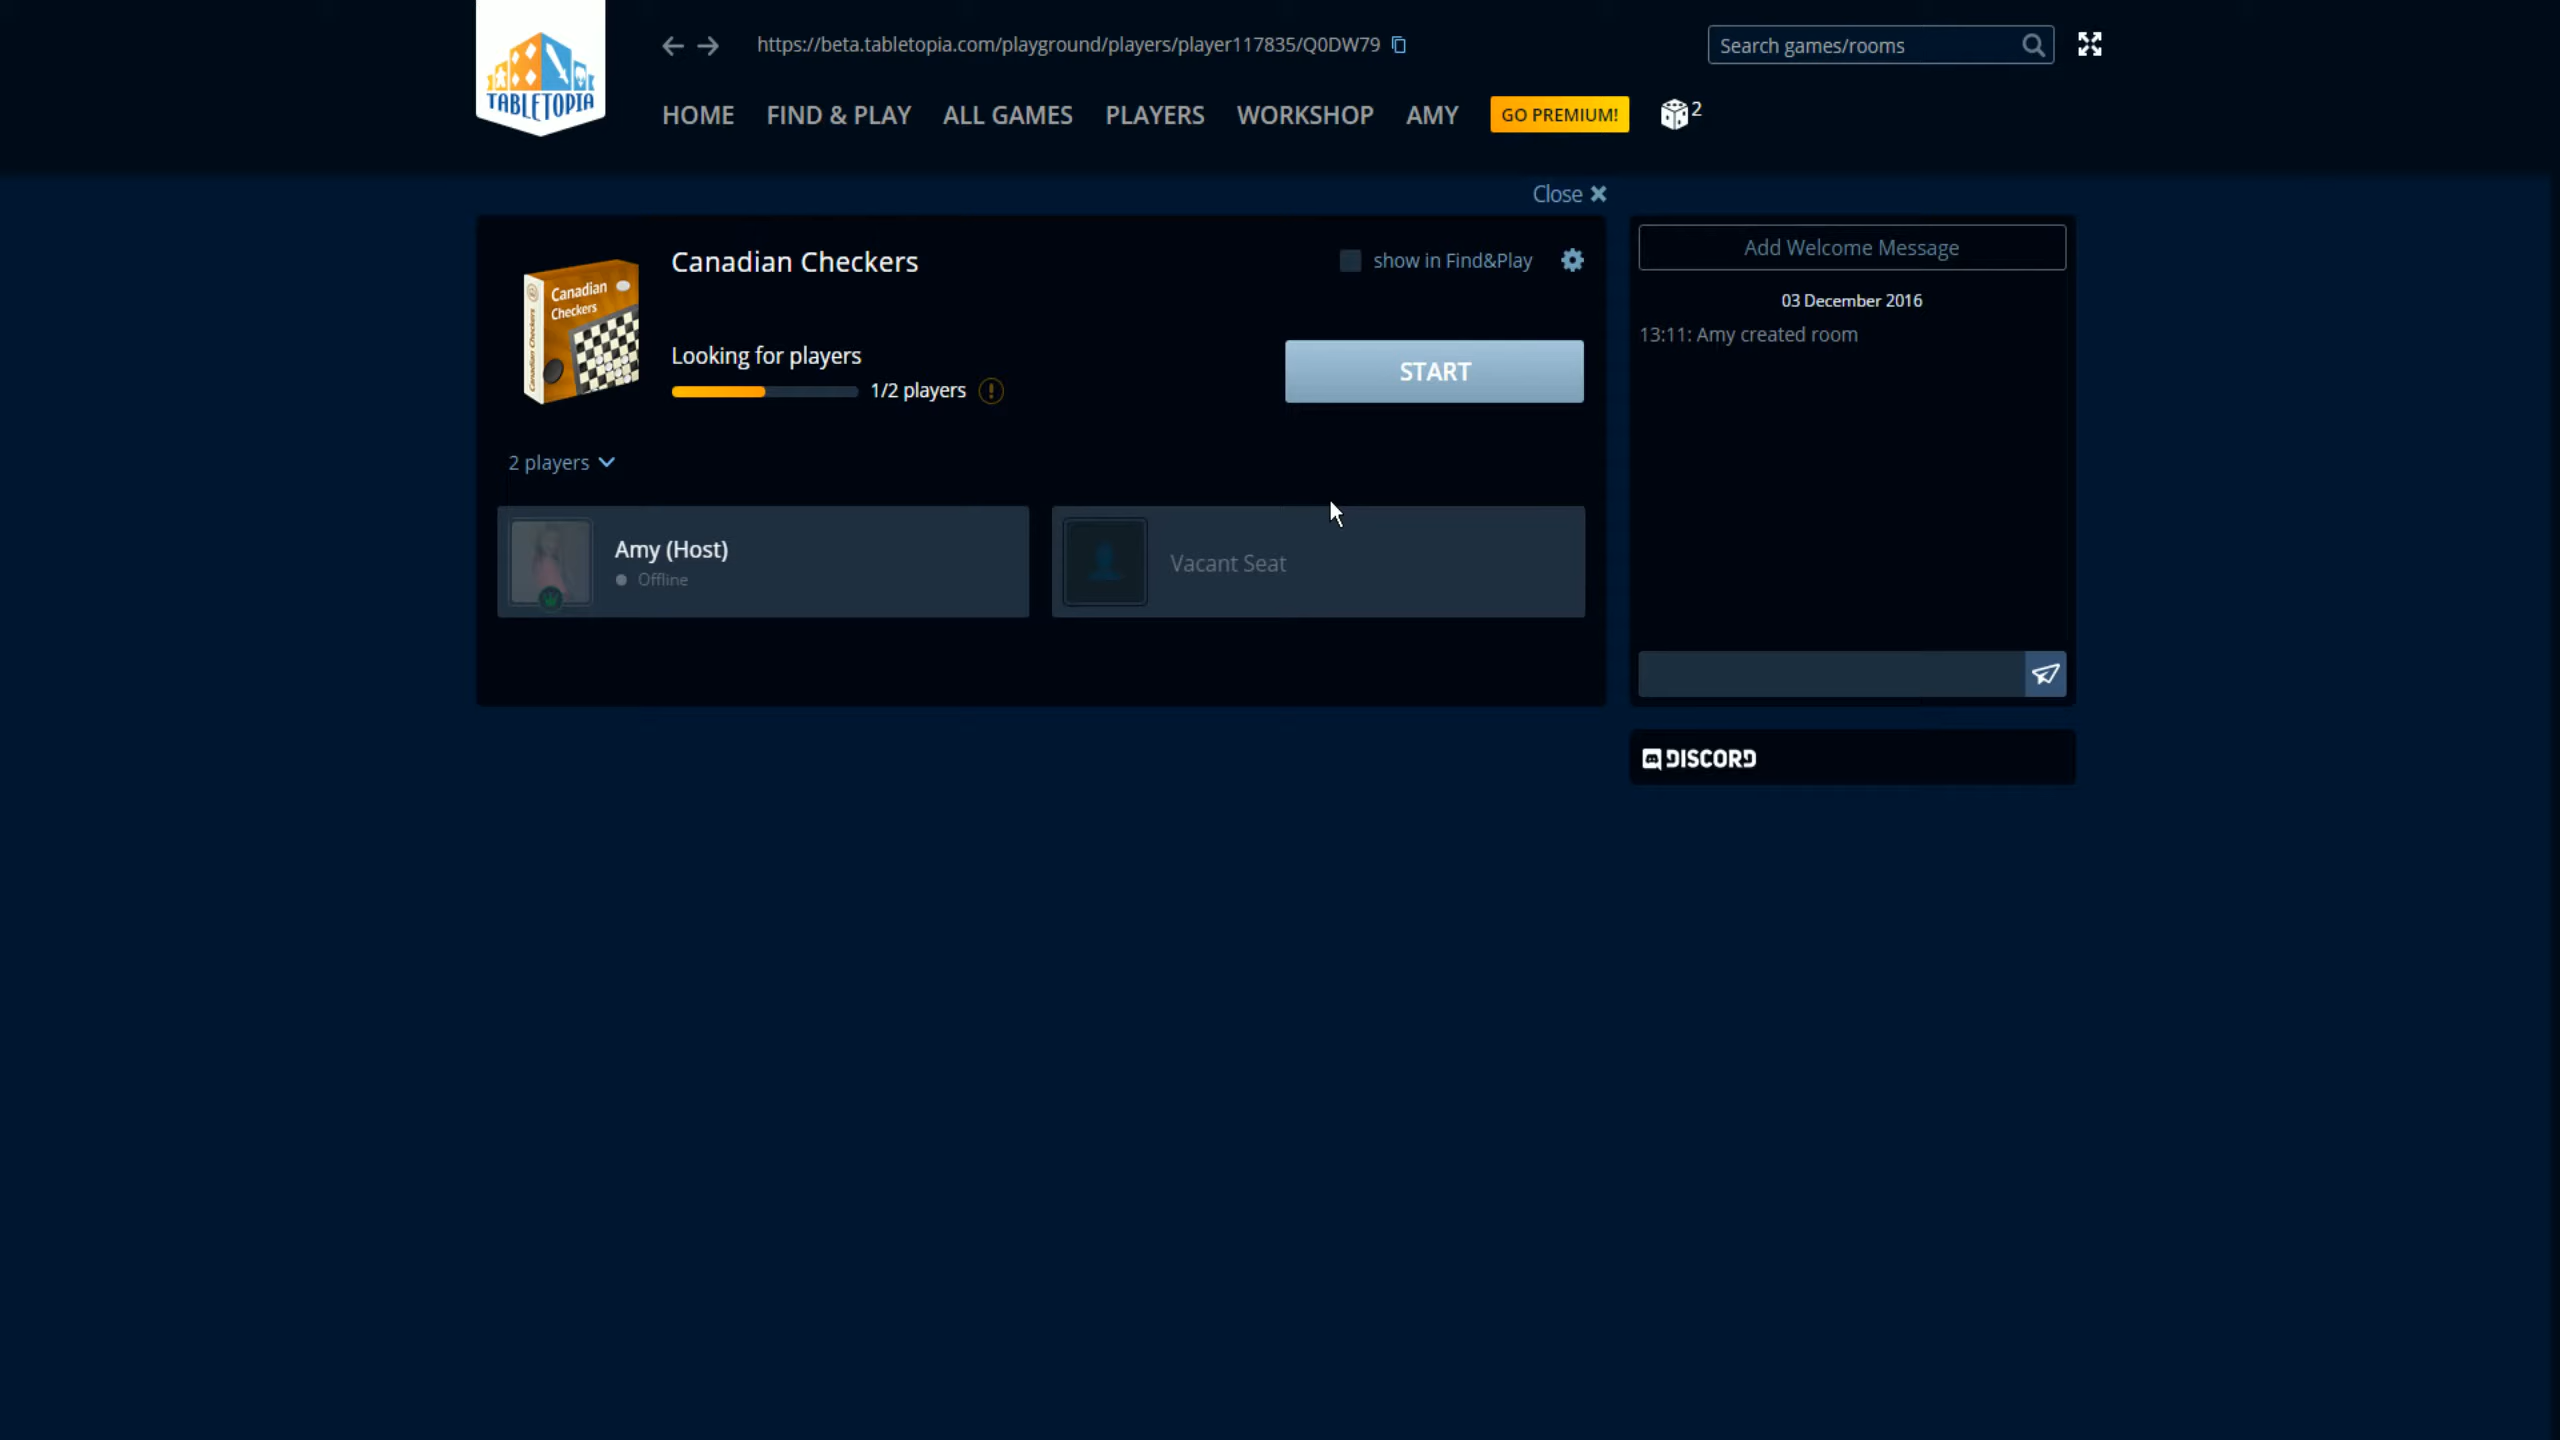 TABLETOPIA
https://beta.tabletopia.com/playground/players/player117835/Q0DW79
Search games/rooms
HOME FIND & PLAY ALL GAMES PLAYERS WORKSHOP AMY GO PREMIUM! 2
Close
Canadian Checkers
show in Find&Play
Canadian
Checkers
Canadian Checkers
Looking for players
1/2 players
START
2 players
Amy (Host)
Offline
Vacant Seat
Add Welcome Message
03 December 2016
13:11: Amy created room
DISCORD